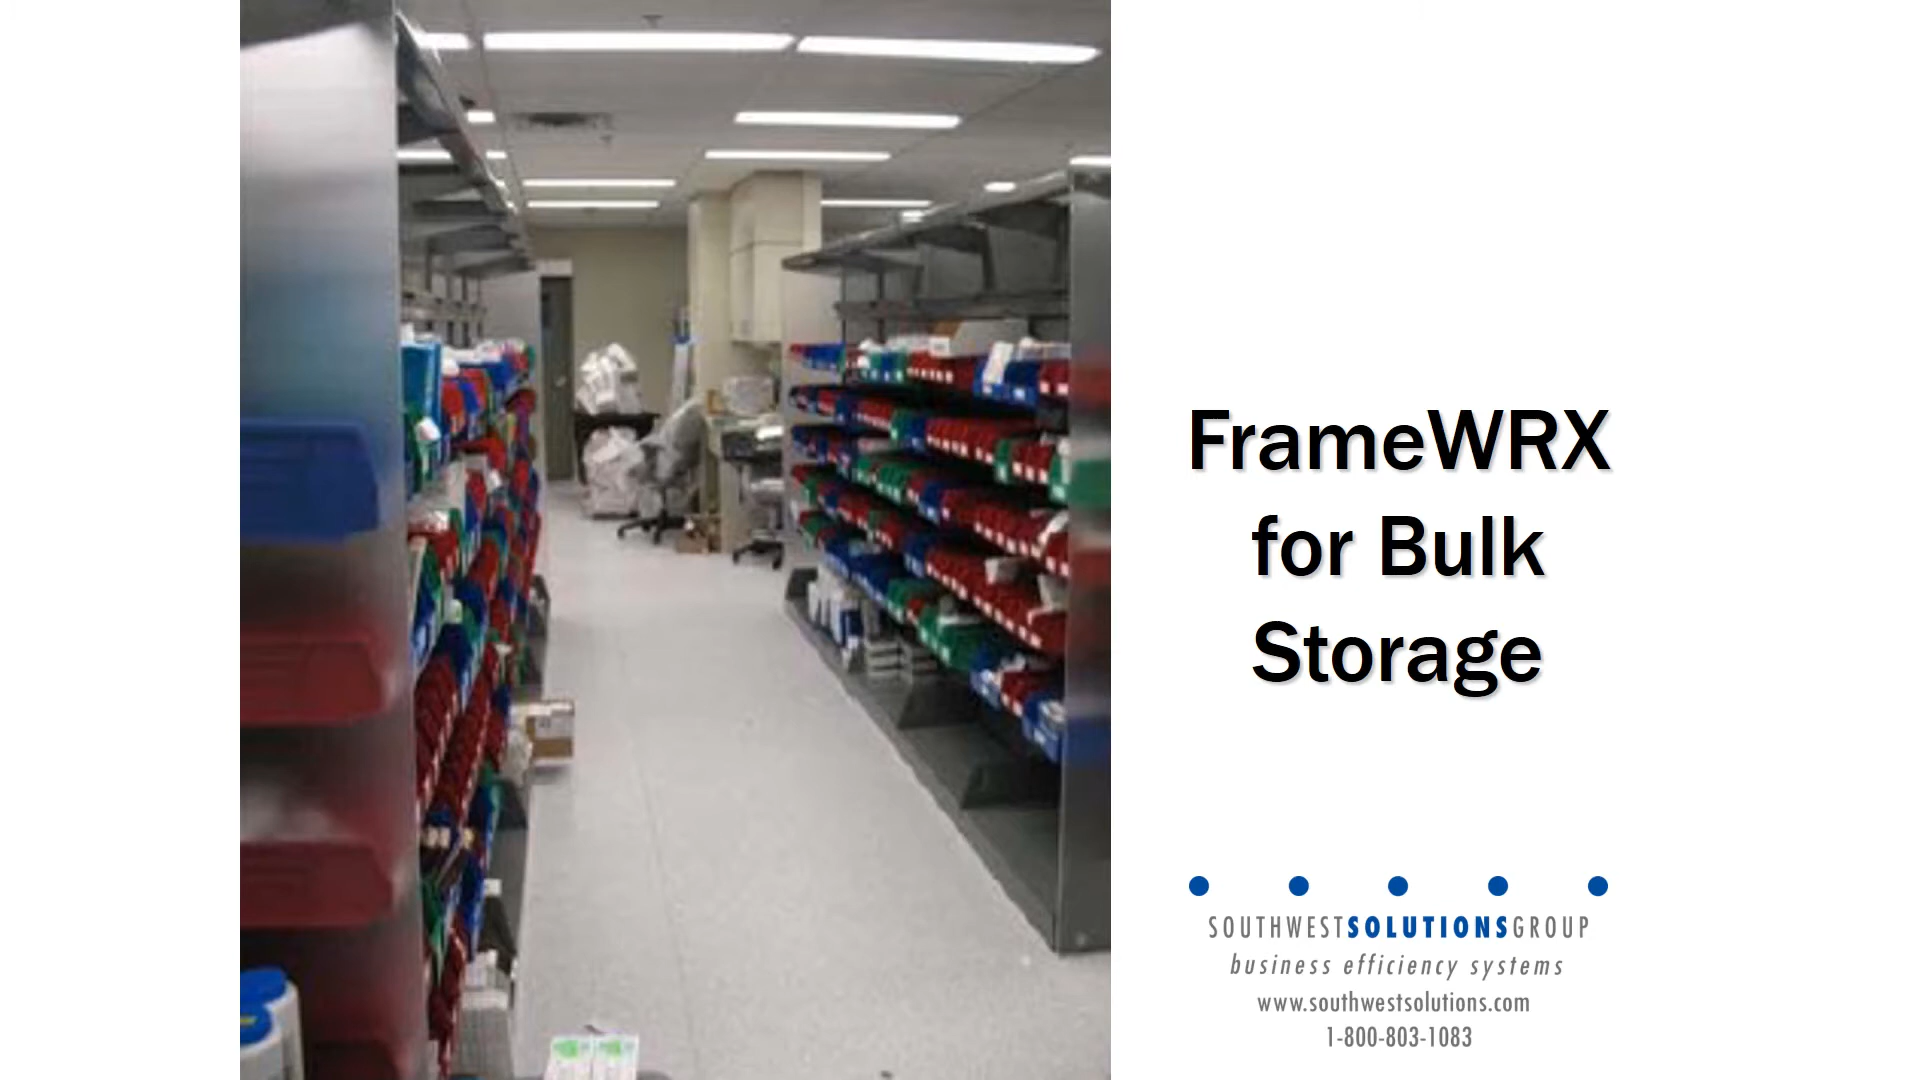 FrameWRX
for Bulk
Storage
SOUTHWESTSOLUTIONSGROUP
business efficiency systems
www.southwestsolutions.com
1-800-803-1083